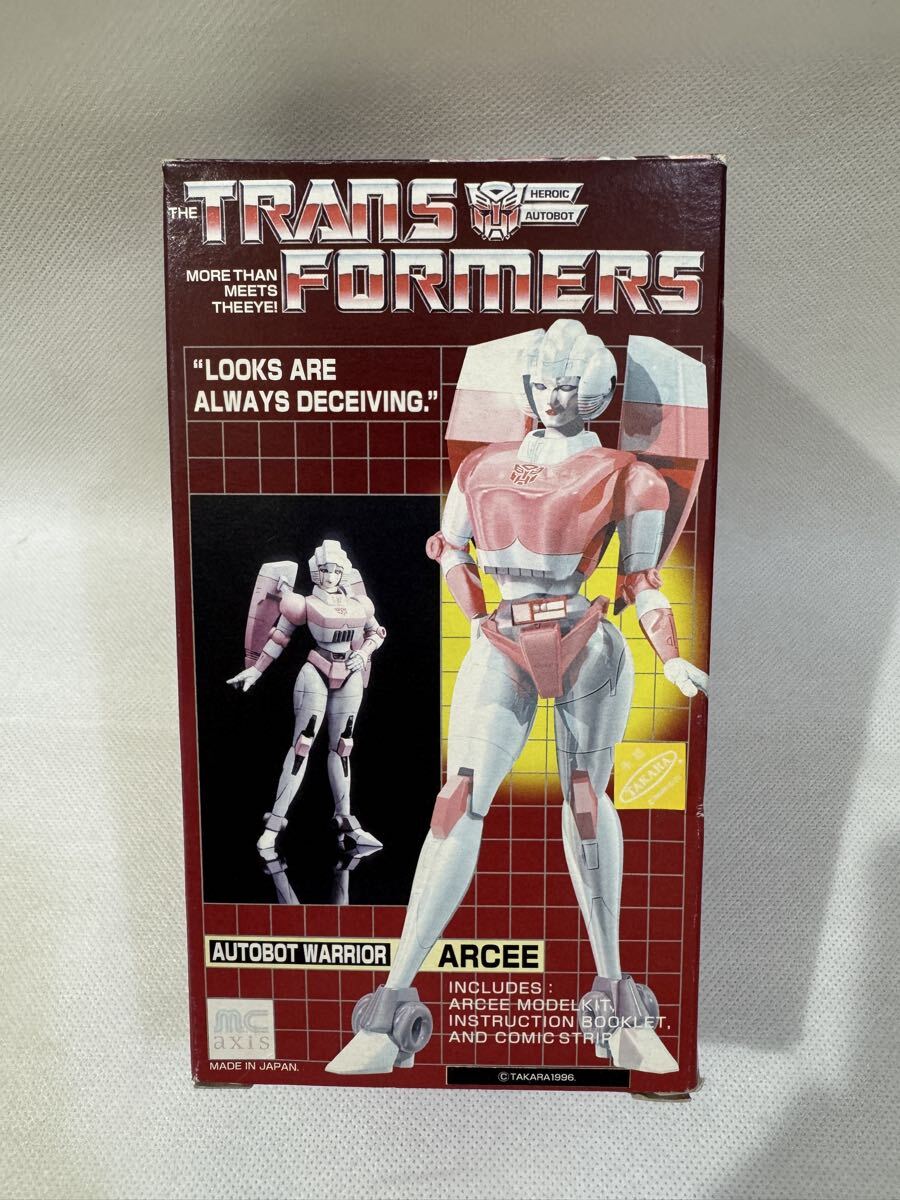 THE TRANS
FORMERS
HEROIC
AUTOBOT
MORE THAN
MEETS
THEEYE!
“LOOKS ARE
ALWAYS DECEIVING.”
TAKARA
AUTOBOT WARRIOR
ARCEE
INCLUDES :
ARCEE MODELKIT,
INSTRUCTION BOOKLET,
AND COMIC STRIP
mc
axis
MADE IN JAPAN.
©TAKARA1996.